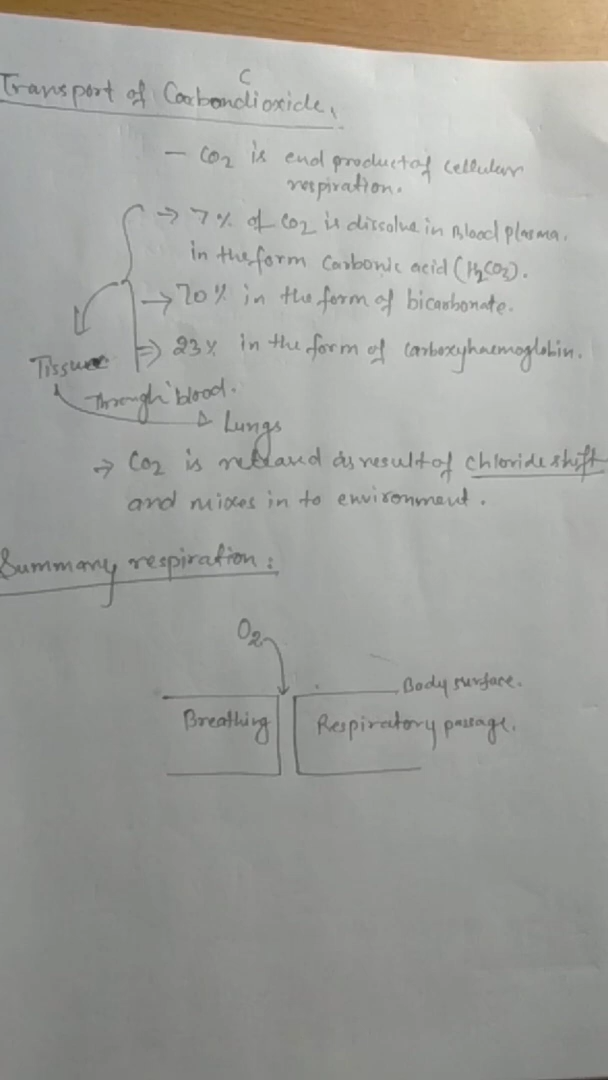 C
Transport of Carbondioxide.
- CO2 is end product of cellular
respiration.
→ 7% of CO2 is dissolve in Blood plasma.
in the form Carbonic acid (H2CO3).
→ 70% in the form of bicarbonate.
⇒ 23% in the form of Carboxyhaemoglobin.
Tissue
Through blood.
Lungs
→ CO2 is as result of chloride shift
and mixes in to environment.
Summary respiration :
O2
Body surface.
Breathing
Respiratory passage.